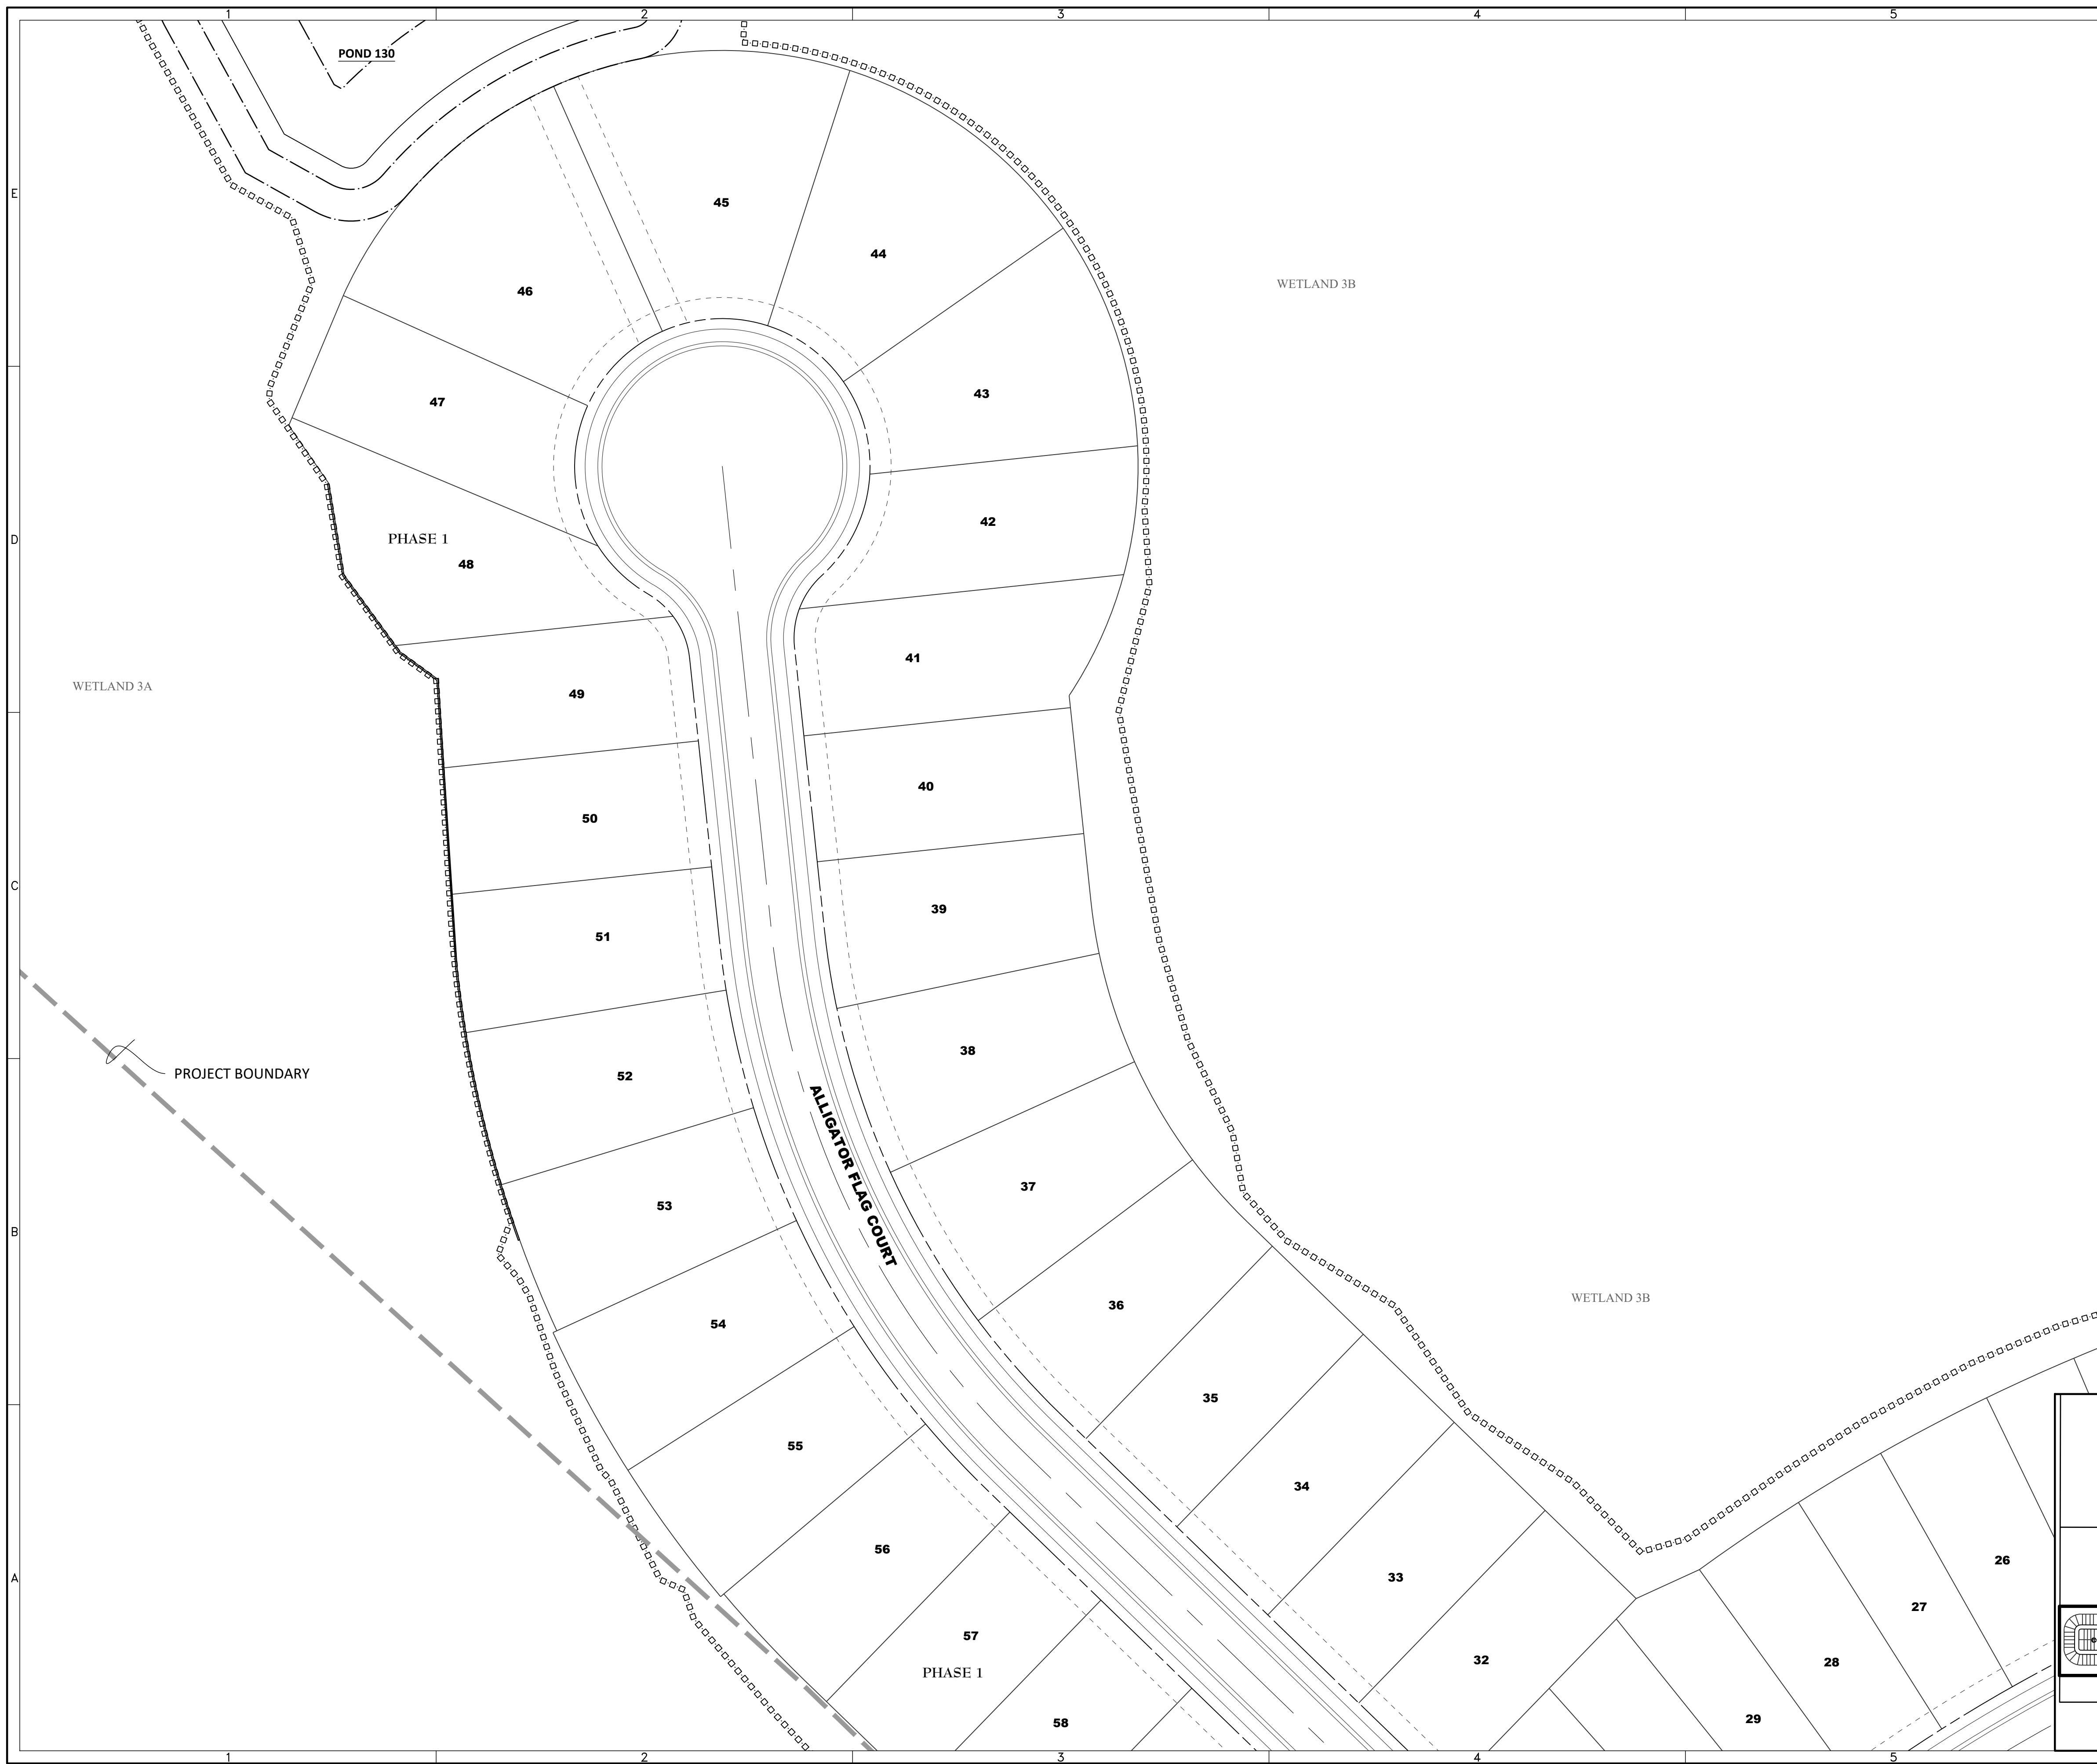 1 2 3 4 5
POND 130
E
45
44
WETLAND 3B
46
43
47
42
D
PHASE 1
48
41
WETLAND 3A
49
40
50
C
39
51
38
PROJECT BOUNDARY
52
ALLIGATOR FLAG COURT
37
53
B
36
WETLAND 3B
54
35
55
34
56
26
33
A
27
57
32
28
PHASE 1
29
58
1 2 3 4 5